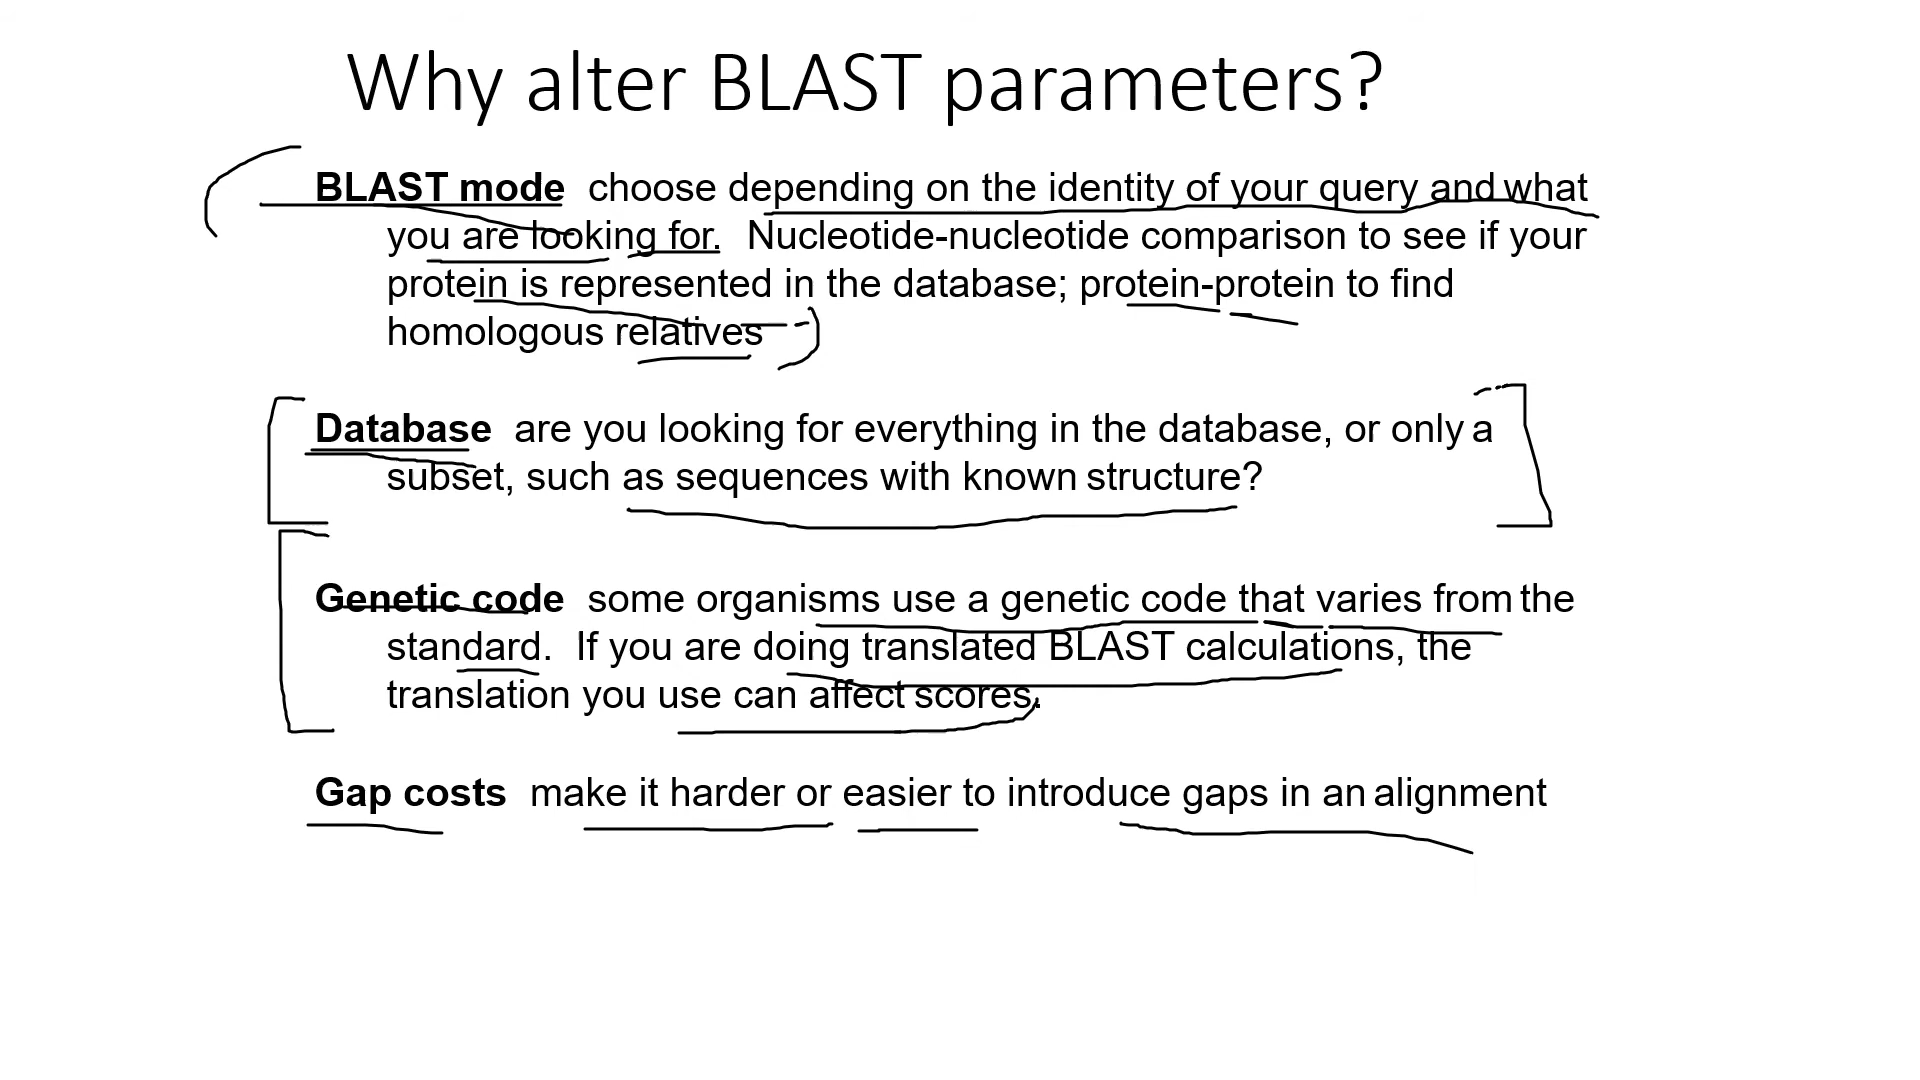 Why alter BLAST parameters?
BLAST mode choose depending on the identity of your query and what
you are looking for. Nucleotide-nucleotide comparison to see if your
protein is represented in the database; protein-protein to find
homologous relatives
Database are you looking for everything in the database, or only a
subset, such as sequences with known structure?
Genetic code some organisms use a genetic code that varies from the
standard. If you are doing translated BLAST calculations, the
translation you use can affect scores.
Gap costs make it harder or easier to introduce gaps in an alignment